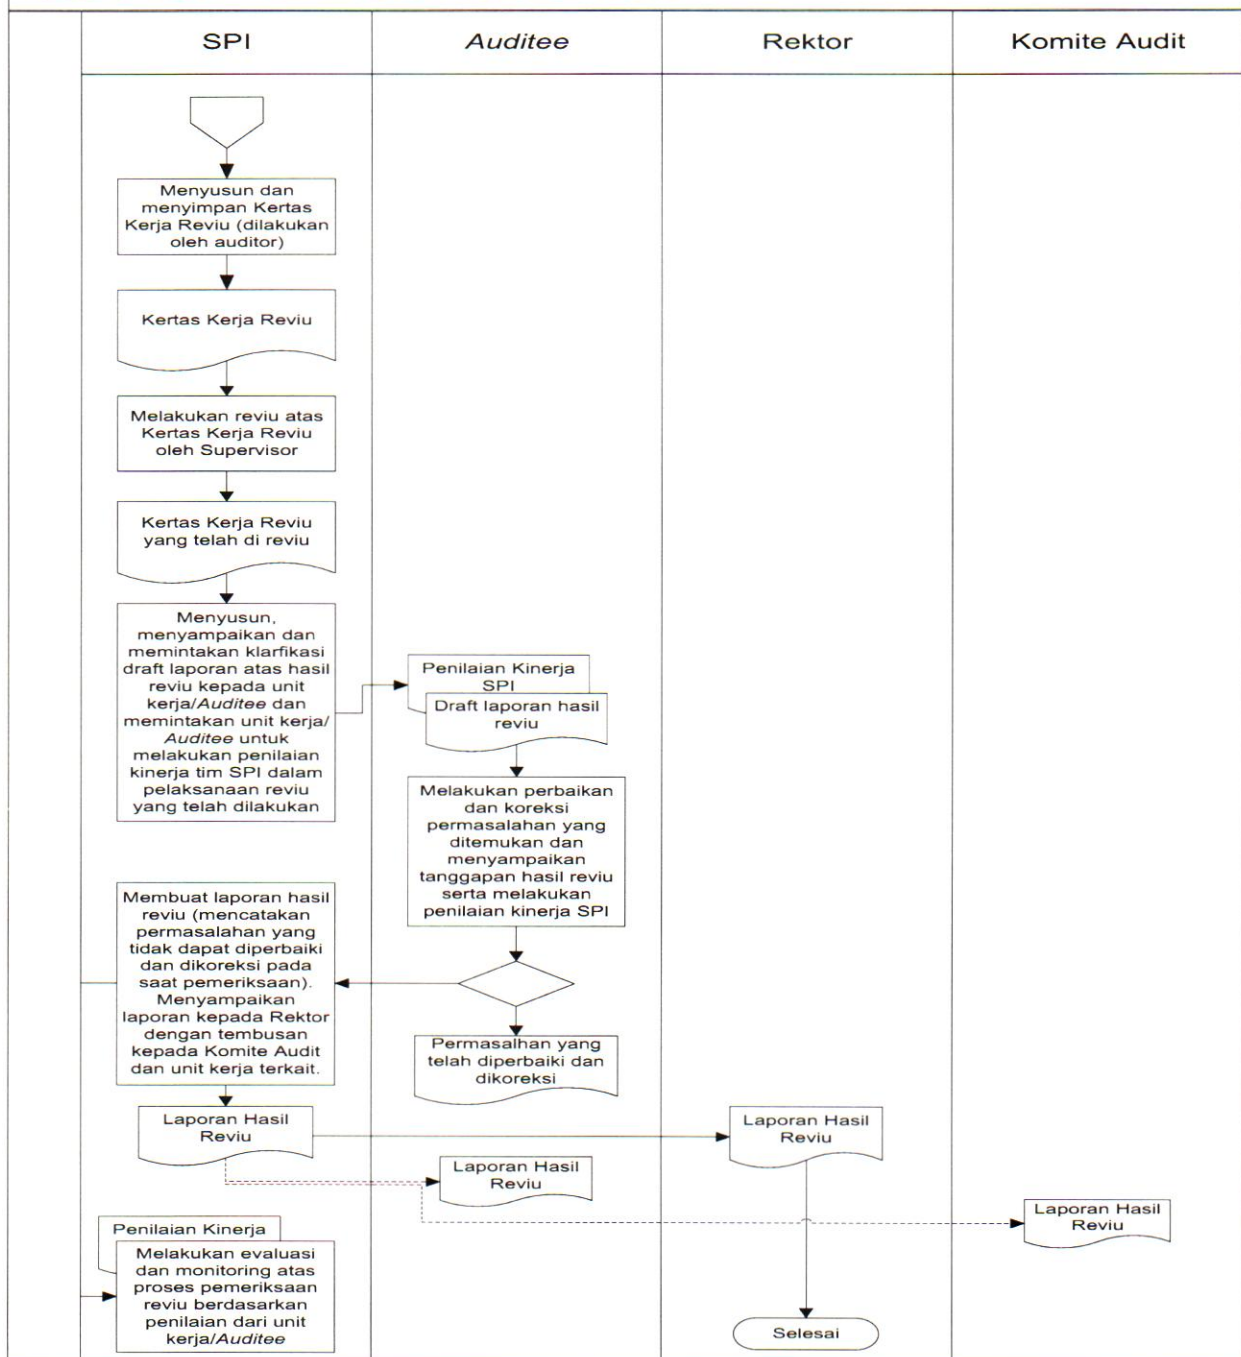 SPI
Auditee
Rektor
Komite Audit
Menyusun dan
menyimpan Kertas
Kerja Reviu (dilakukan
oleh auditor)
Kertas Kerja Reviu
Melakukan reviu atas
Kertas Kerja Reviu
oleh Supervisor
Kertas Kerja Reviu
yang telah di reviu
Menyusun,
menyampaikan dan
memintakan klarfikasi
draft laporan atas hasil
reviu kepada unit
kerja/Auditee dan
memintakan unit kerja/
Auditee untuk
melakukan penilaian
kinerja tim SPI dalam
pelaksanaan reviu
yang telah dilakukan
Penilaian Kinerja
SPI
Draft laporan hasil
reviu
Melakukan perbaikan
dan koreksi
permasalahan yang
ditemukan dan
menyampaikan
tanggapan hasil reviu
serta melakukan
penilaian kinerja SPI
Membuat laporan hasil
reviu (mencatakan
permasalahan yang
tidak dapat diperbaiki
dan dikoreksi pada
saat pemeriksaan).
Menyampaikan
laporan kepada Rektor
dengan tembusan
kepada Komite Audit
dan unit kerja terkait.
Permasalhan yang
telah diperbaiki dan
dikoreksi
Laporan Hasil
Reviu
Laporan Hasil
Reviu
Laporan Hasil
Reviu
Laporan Hasil
Reviu
Penilaian Kinerja
Melakukan evaluasi
dan monitoring atas
proses pemeriksaan
reviu berdasarkan
penilaian dari unit
kerja/Auditee
Selesai